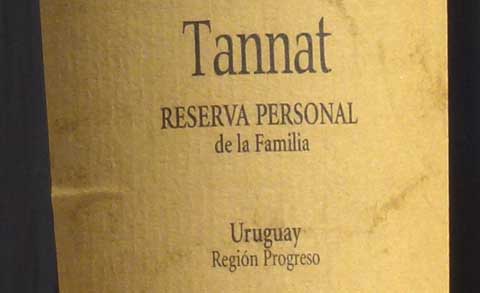 Tannat
RESERVA PERSONAL
de la Familia
Uruguay
Región Progreso